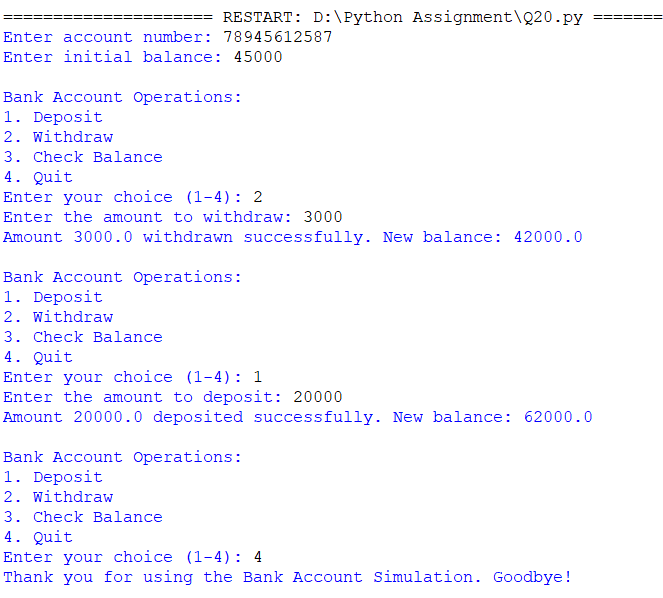 ===================== RESTART: D:\Python Assignment\Q20.py =======
Enter account number: 78945612587
Enter initial balance: 45000

Bank Account Operations:
1. Deposit
2. Withdraw
3. Check Balance
4. Quit
Enter your choice (1-4): 2
Enter the amount to withdraw: 3000
Amount 3000.0 withdrawn successfully. New balance: 42000.0

Bank Account Operations:
1. Deposit
2. Withdraw
3. Check Balance
4. Quit
Enter your choice (1-4): 1
Enter the amount to deposit: 20000
Amount 20000.0 deposited successfully. New balance: 62000.0

Bank Account Operations:
1. Deposit
2. Withdraw
3. Check Balance
4. Quit
Enter your choice (1-4): 4
Thank you for using the Bank Account Simulation. Goodbye!